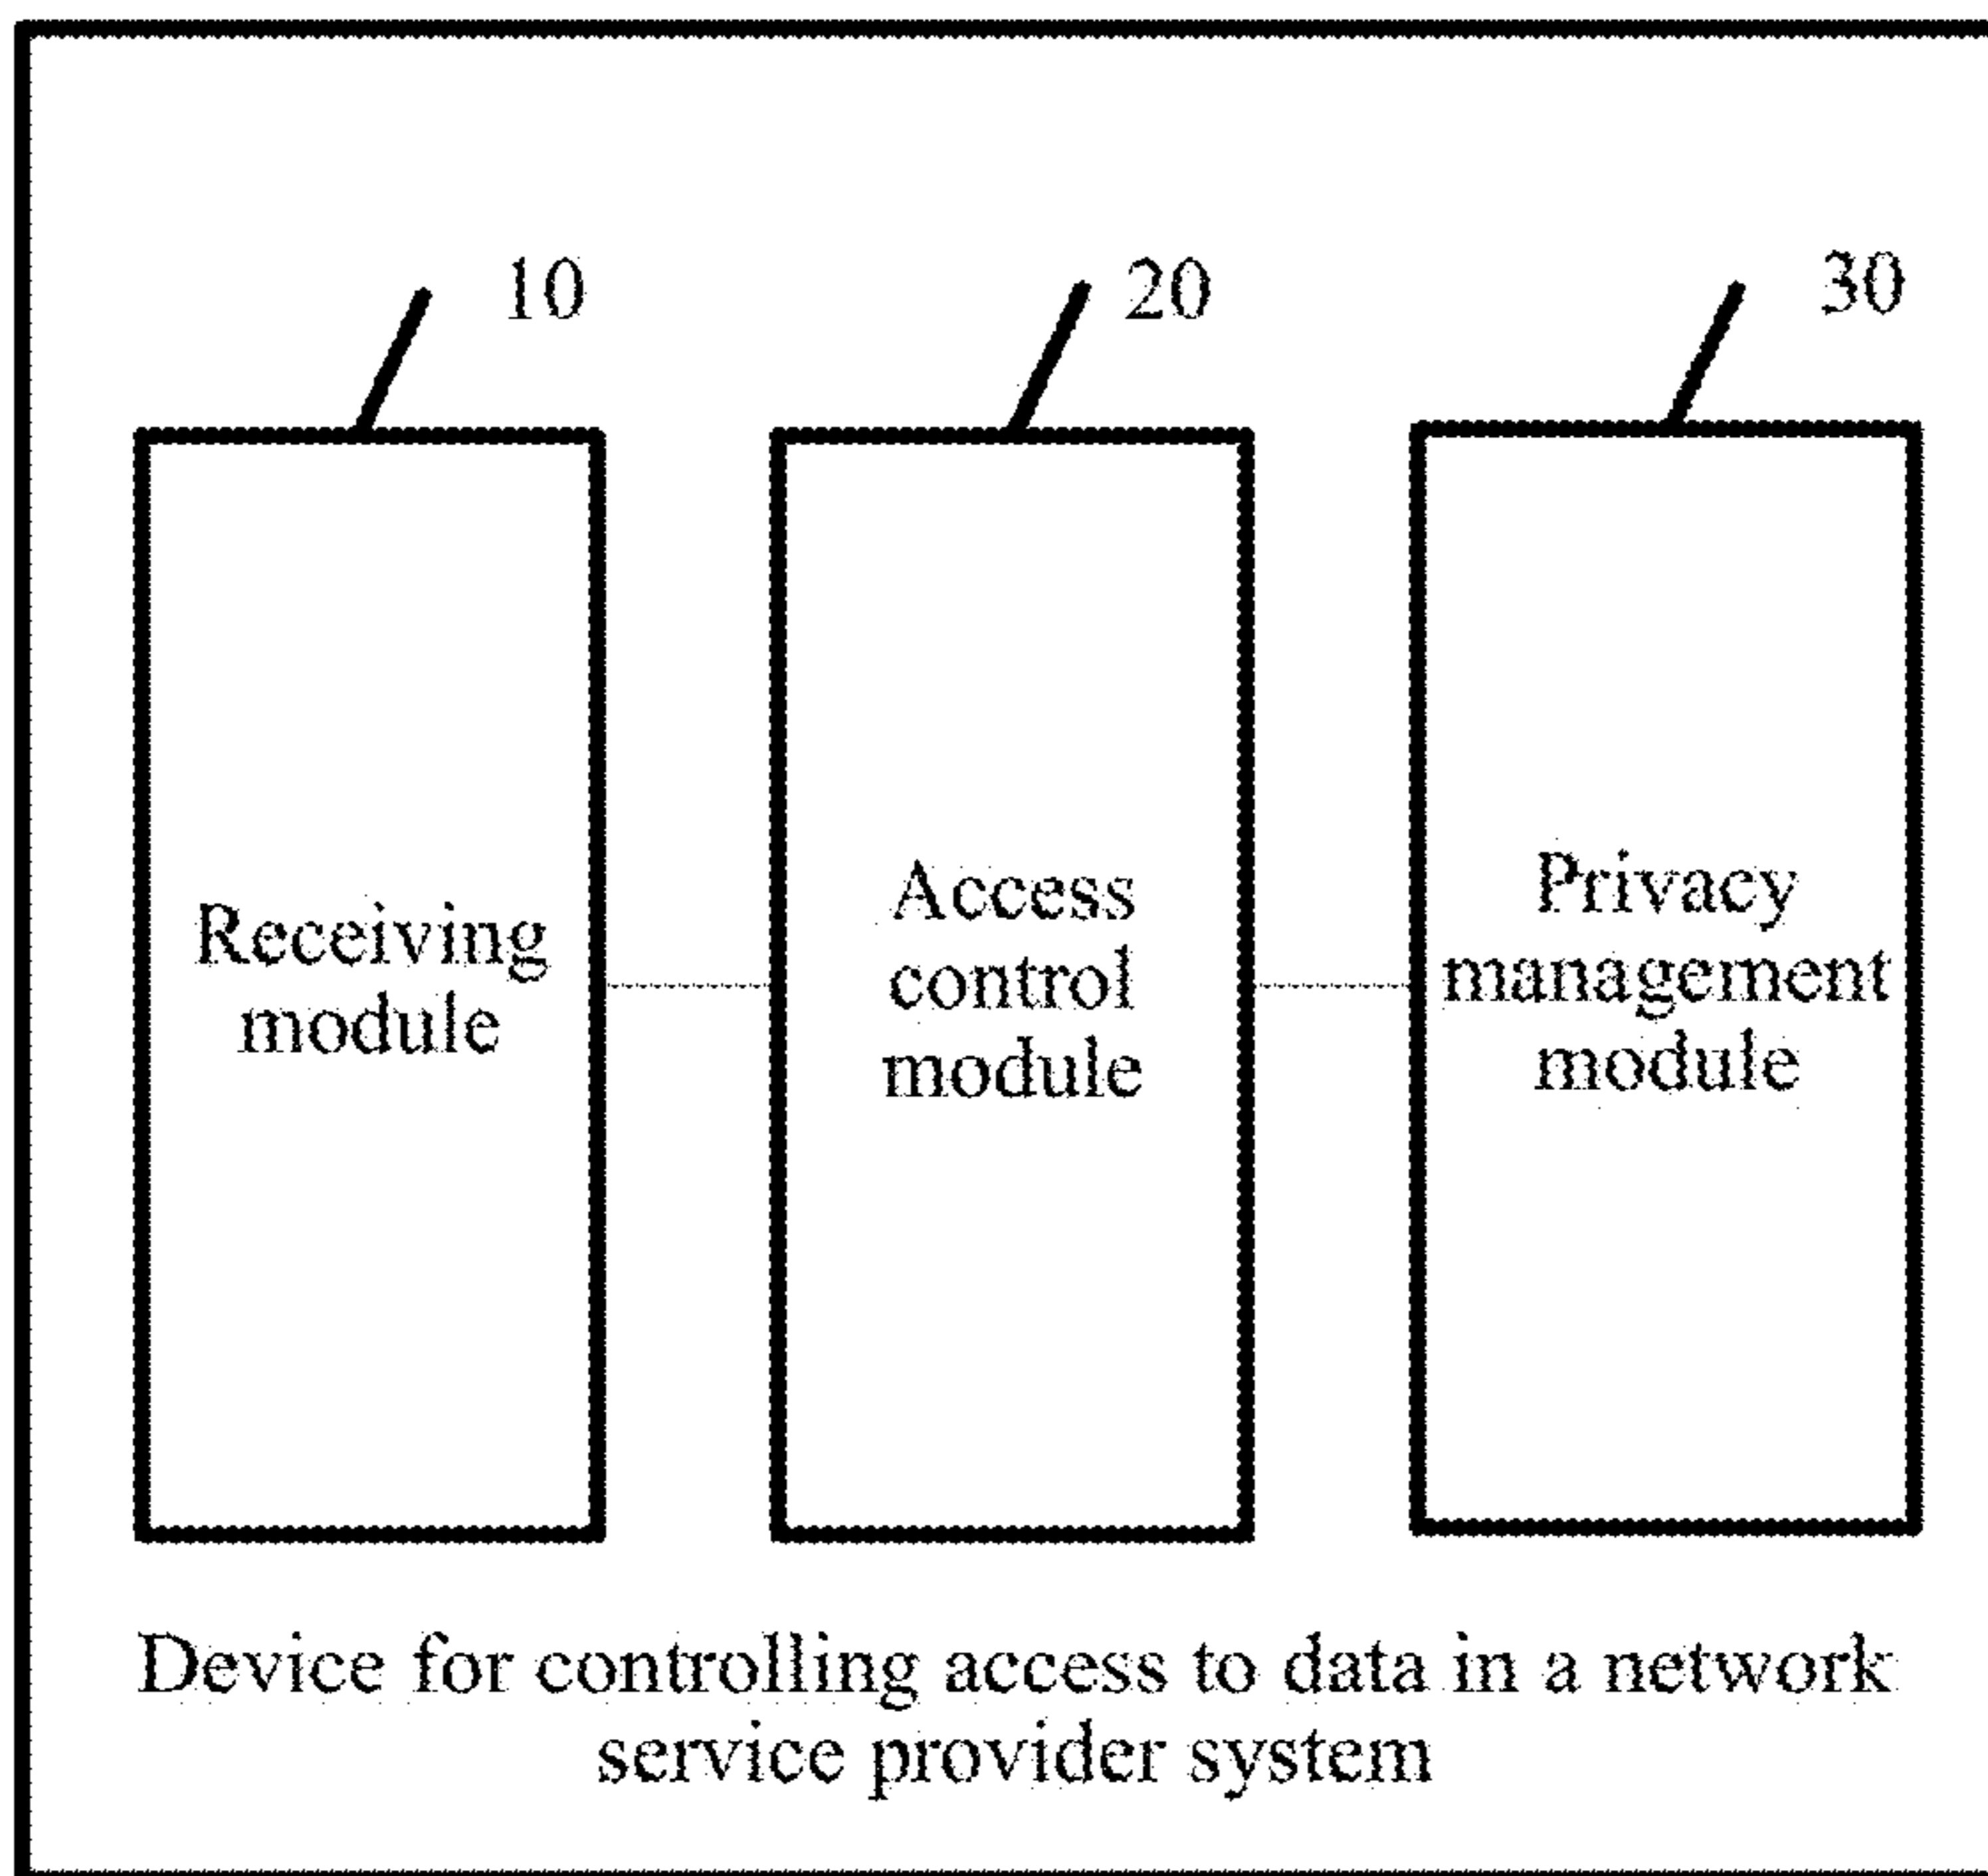 10
20
30
Receiving
module
Access
control
module
Privacy
management
module
Device for controlling access to data in a network
service provider system